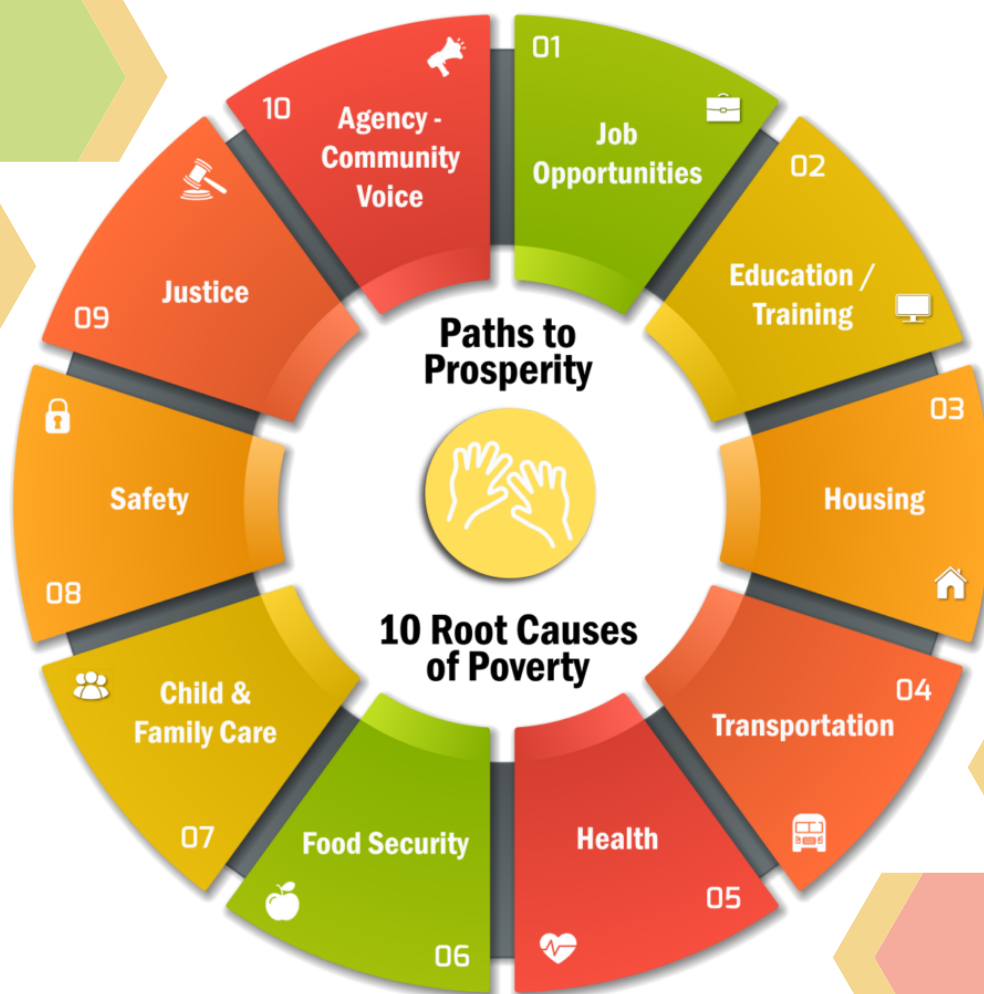 Paths to
Prosperity
10 Root Causes
of Poverty
01
Job
Opportunities
02
Education /
Training
03
Housing
04
Transportation
05
Health
06
Food Security
07
Child &
Family Care
08
Safety
09
Justice
10
Agency -
Community
Voice